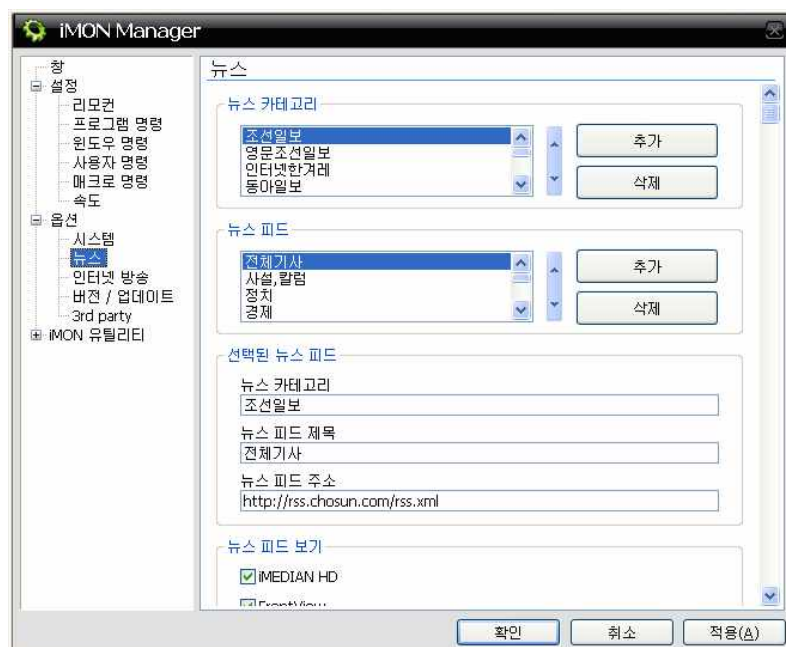 iMON Manager
창
설정
리모컨
프로그램 명령
윈도우 명령
사용자 명령
매크로 명령
속도
옵션
시스템
뉴스
인터넷 방송
버전 / 업데이트
3rd party
iMON 유틸리티
뉴스
뉴스 카테고리
조선일보
영문조선일보
인터넷한겨레
동아일보
추가
삭제
뉴스 피드
전체기사
사설,칼럼
정치
경제
추가
삭제
선택된 뉴스 피드
뉴스 카테고리
조선일보
뉴스 피드 제목
전체기사
뉴스 피드 주소
http://rss.chosun.com/rss.xml
뉴스 피드 보기
iMEDIAN HD
FrontView
확인
취소
적용(A)